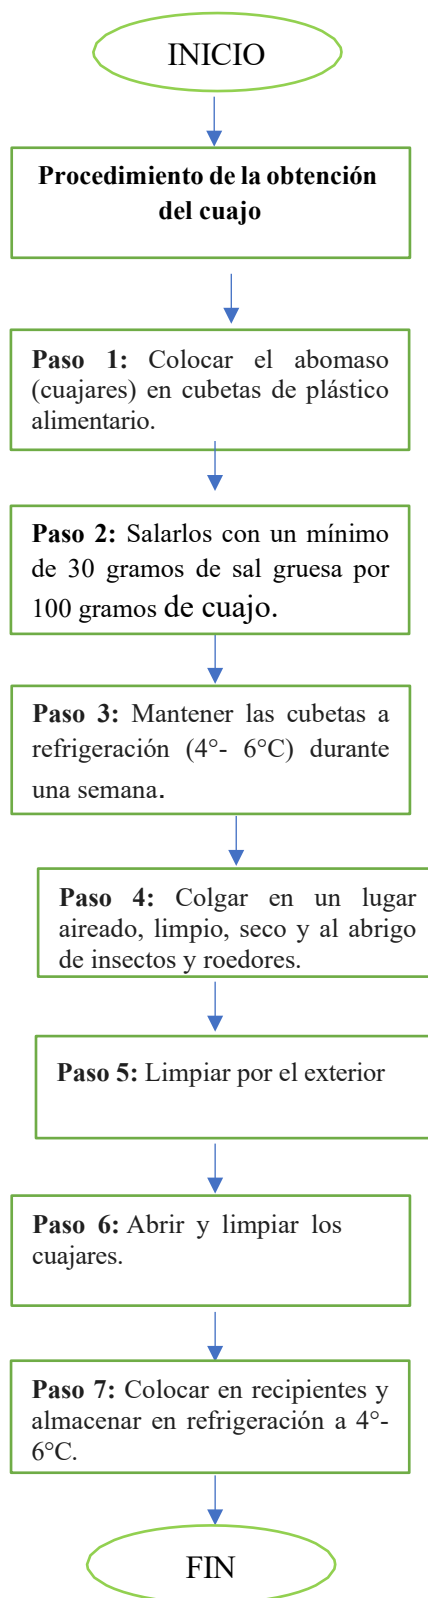 INICIO
Procedimiento de la obtención
del cuajo
Paso 1: Colocar el abomaso
(cuajares) en cubetas de plástico
alimentario.
Paso 2: Salarlos con un mínimo
de 30 gramos de sal gruesa por
100 gramos de cuajo.
Paso 3: Mantener las cubetas a
refrigeración (4°- 6°C) durante
una semana.
Paso 4: Colgar en un lugar
aireado, limpio, seco y al abrigo
de insectos y roedores.
Paso 5: Limpiar por el exterior
Paso 6: Abrir y limpiar los
cuajares.
Paso 7: Colocar en recipientes y
almacenar en refrigeración a 4°-
6°C.
FIN